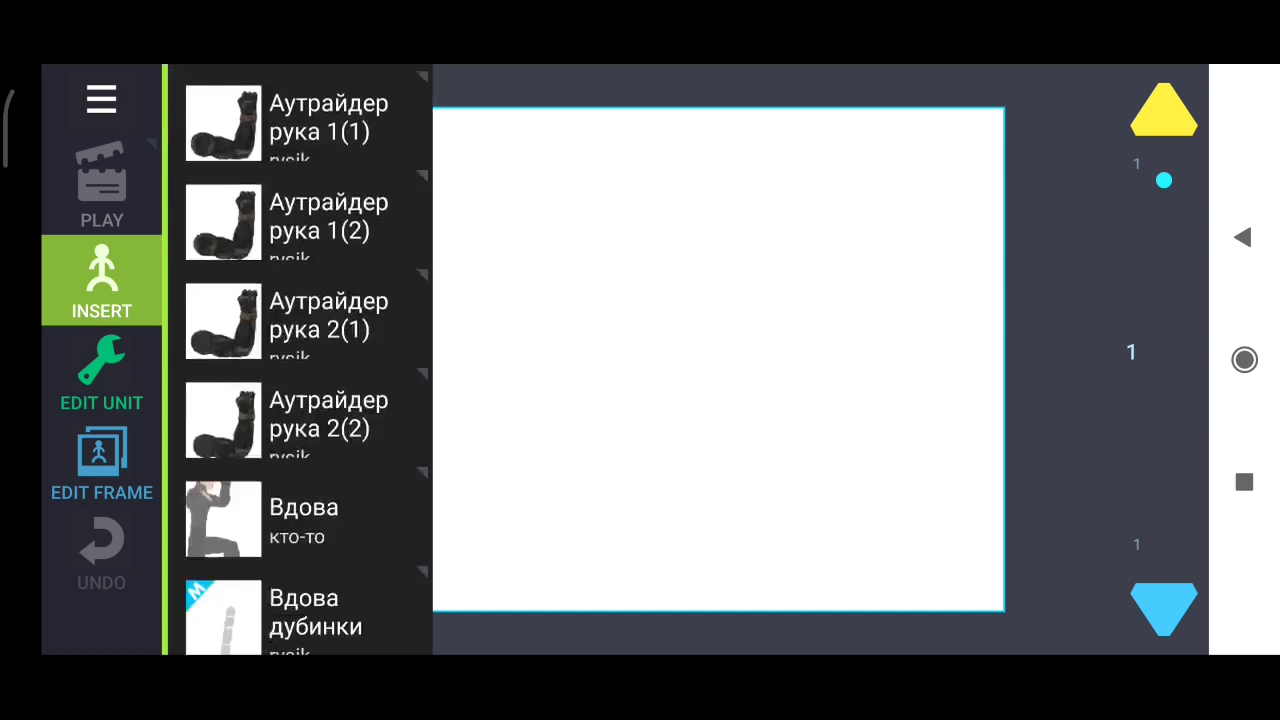 PLAY
INSERT
EDIT UNIT
EDIT FRAME
UNDO
Аутрайдер
рука 1(1)
Аутрайдер
рука 1(2)
Аутрайдер
рука 2(1)
Аутрайдер
рука 2(2)
Вдова
кто-то
M
Вдова
дубинки
1
1
1